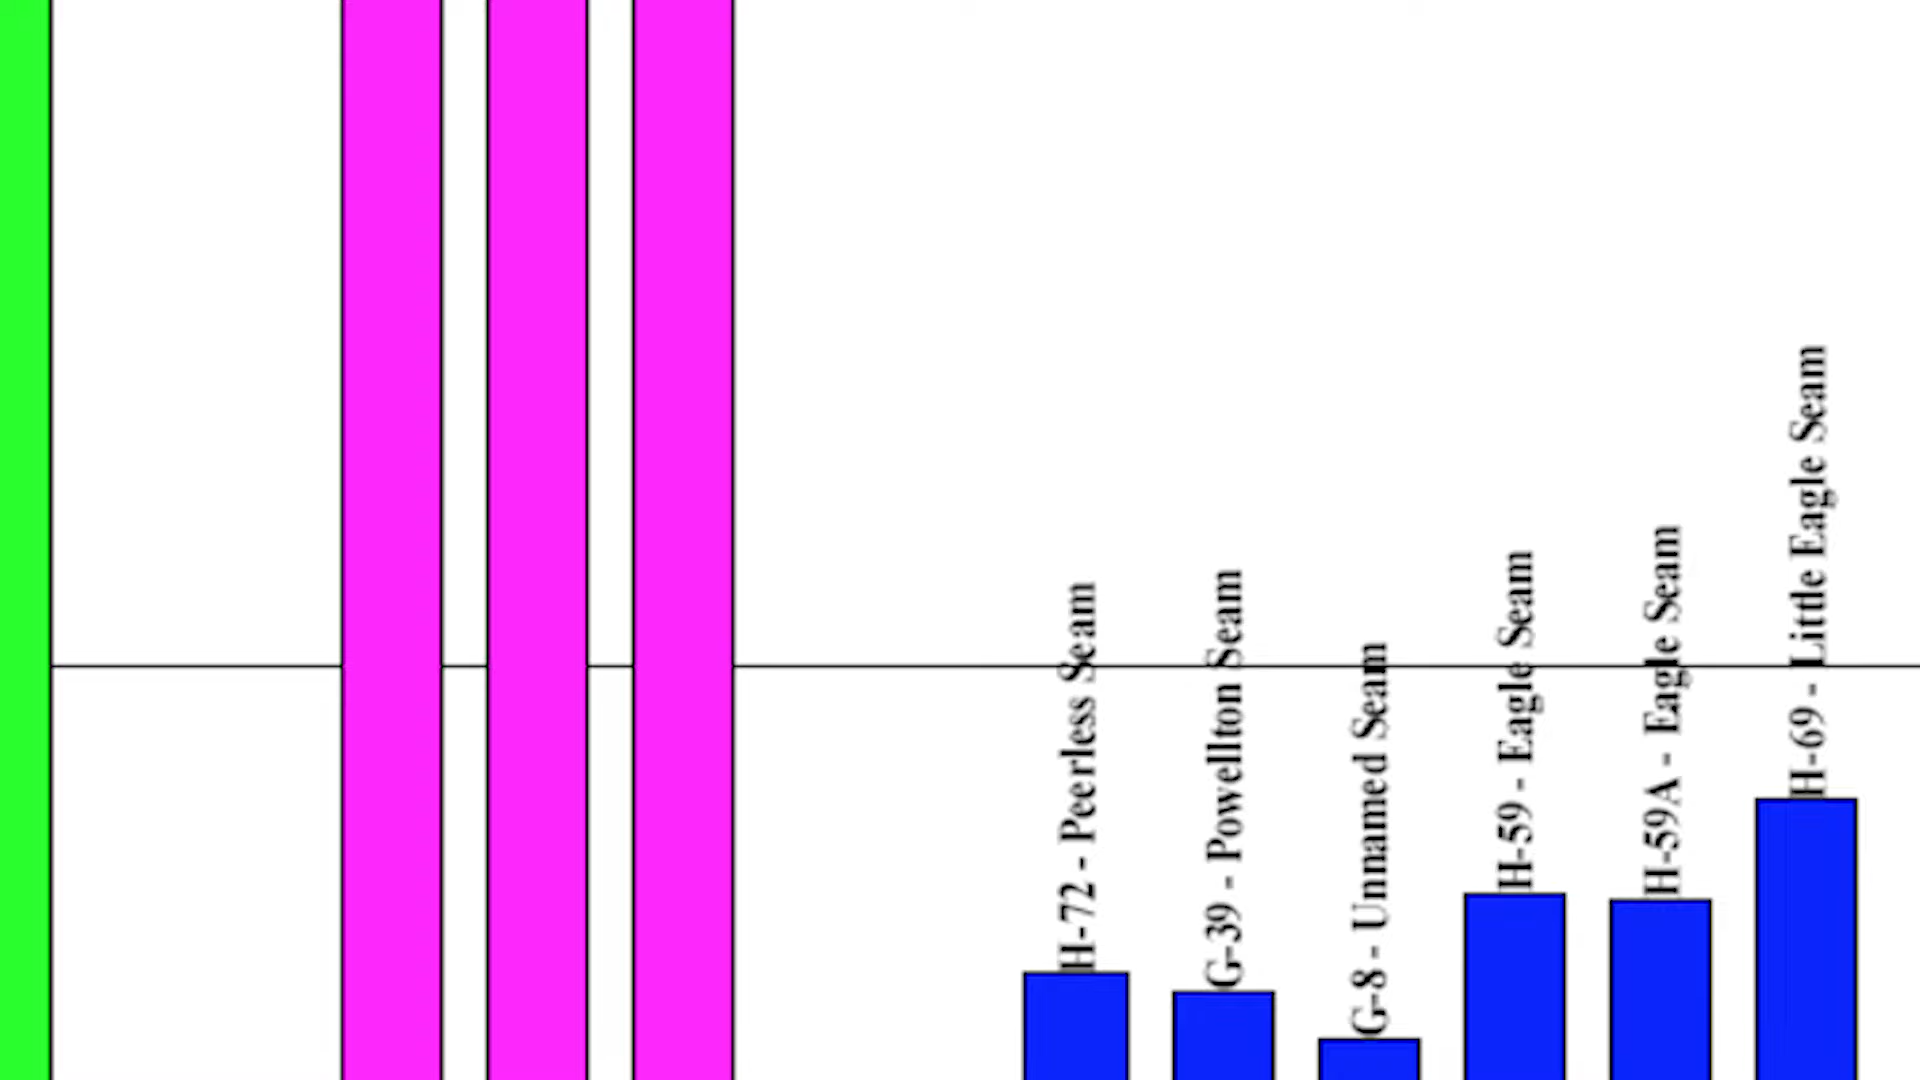 H-72 - Peerless Seam
G-39 - Powellton Seam
G-8 - Unnamed Seam
H-59 - Eagle Seam
H-59A - Eagle Seam
H-69 - Little Eagle Seam